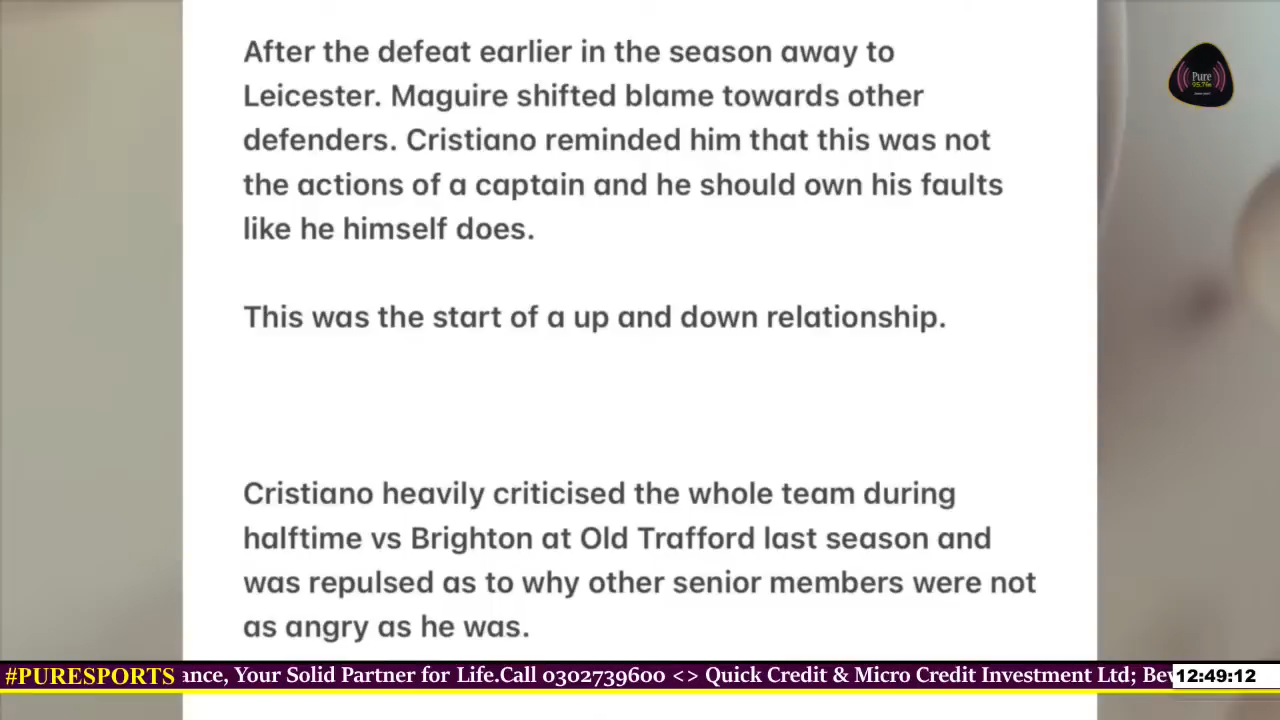 After the defeat earlier in the season away to
Leicester. Maguire shifted blame towards other
defenders. Cristiano reminded him that this was not
the actions of a captain and he should own his faults
like he himself does.
This was the start of a up and down relationship.
Cristiano heavily criticised the whole team during
halftime vs Brighton at Old Trafford last season and
was repulsed as to why other senior members were not
as angry as he was.
Pure
95.7fm
#PURESPORTS
ance, Your Solid Partner for Life.Call 0302739600 <> Quick Credit & Micro Credit Investment Ltd; Bev
12:49:12